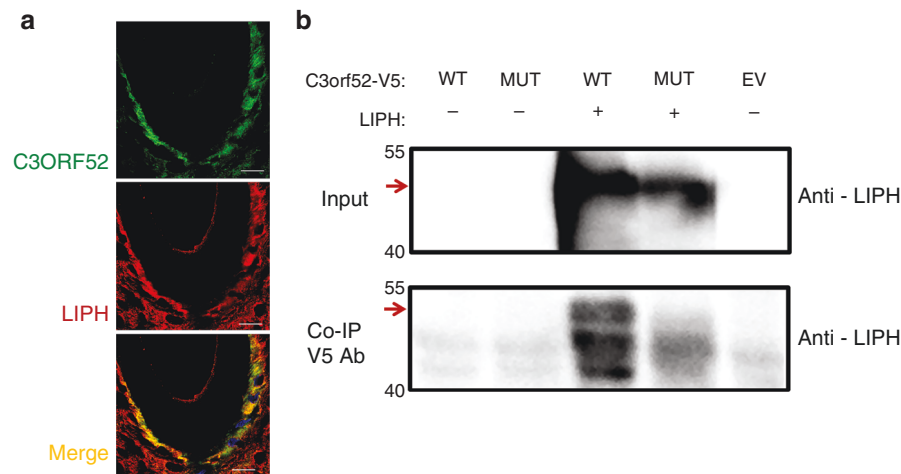 a
C3ORF52
LIPH
Merge
b
C3orf52-V5: WT MUT WT MUT EV
LIPH: – – + + –
55
Input
Anti - LIPH
40
55
Co-IP
V5 Ab
Anti - LIPH
40